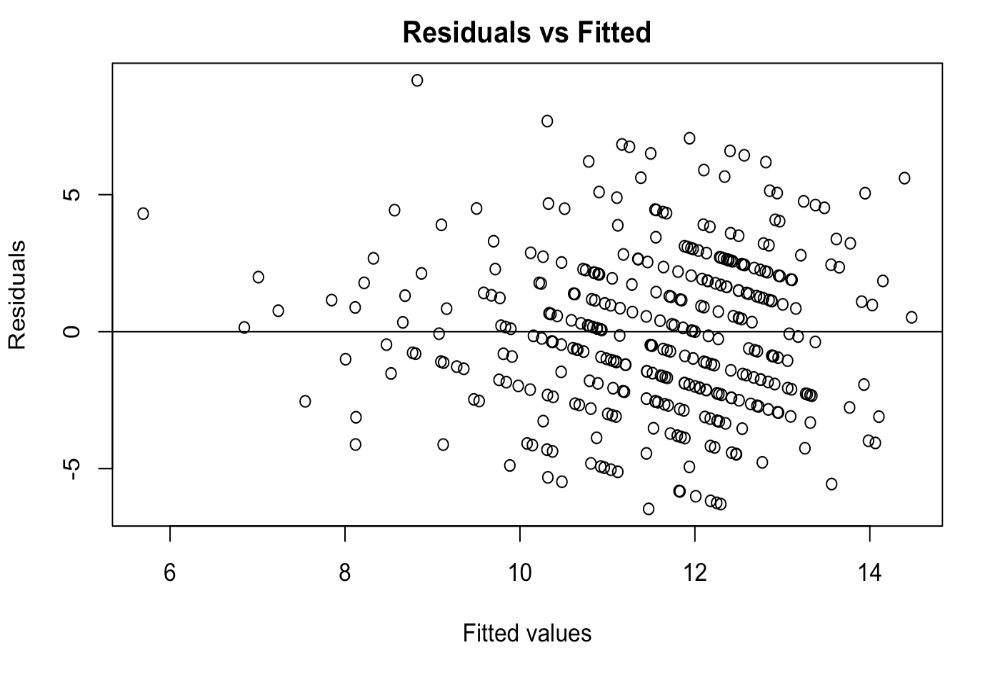 Residuals vs Fitted
Residuals
5
0
-5
6 8 10 12 14
Fitted values